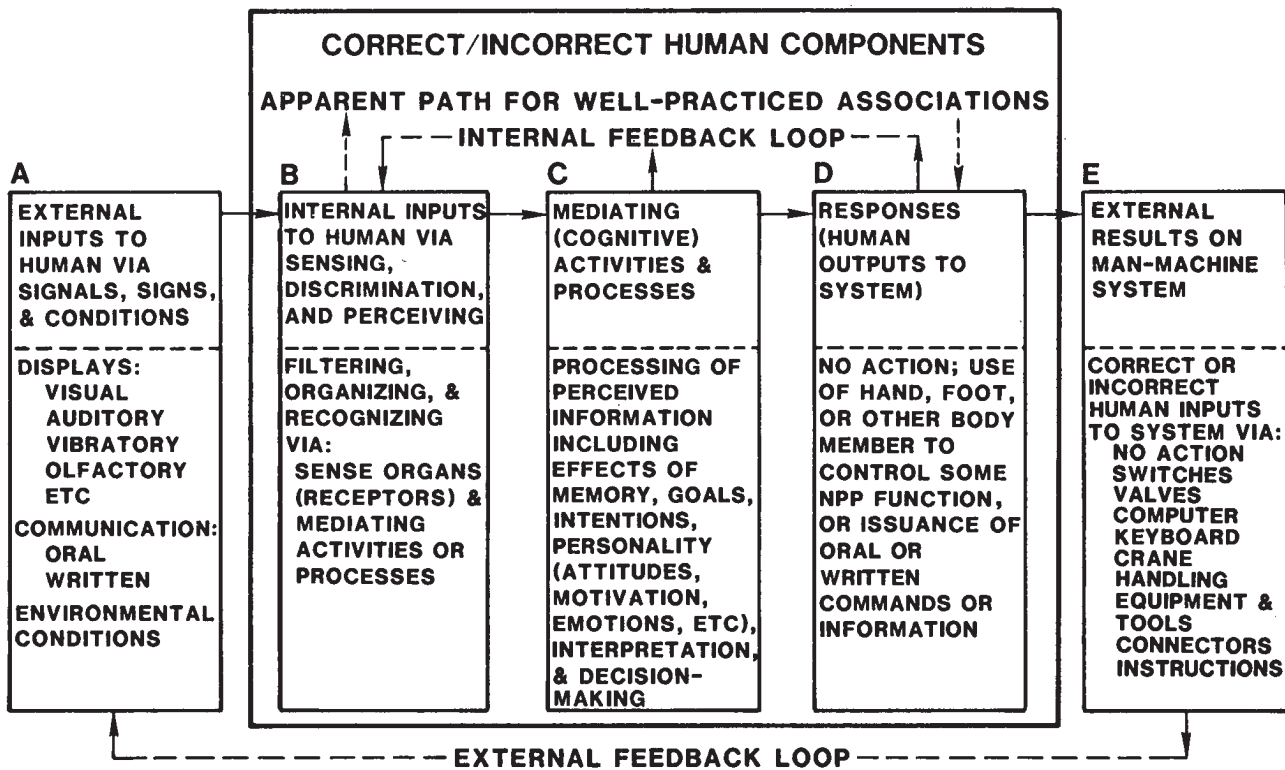 CORRECT/INCORRECT HUMAN COMPONENTS
APPARENT PATH FOR WELL-PRACTICED ASSOCIATIONS
INTERNAL FEEDBACK LOOP
A
EXTERNAL
INPUTS TO
HUMAN VIA
SIGNALS, SIGNS,
& CONDITIONS
DISPLAYS:
VISUAL
AUDITORY
VIBRATORY
OLFACTORY
ETC
COMMUNICATION:
ORAL
WRITTEN
ENVIRONMENTAL
CONDITIONS
B
INTERNAL INPUTS
TO HUMAN VIA
SENSING,
DISCRIMINATION,
AND PERCEIVING
FILTERING,
ORGANIZING, &
RECOGNIZING
VIA:
SENSE ORGANS
(RECEPTORS) &
MEDIATING
ACTIVITIES OR
PROCESSES
C
MEDIATING
(COGNITIVE)
ACTIVITIES &
PROCESSES
PROCESSING OF
PERCEIVED
INFORMATION
INCLUDING
EFFECTS OF
MEMORY, GOALS,
INTENTIONS,
PERSONALITY
(ATTITUDES,
MOTIVATION,
EMOTIONS, ETC),
INTERPRETATION,
& DECISION-
MAKING
D
RESPONSES
(HUMAN
OUTPUTS TO
SYSTEM)
NO ACTION; USE
OF HAND, FOOT,
OR OTHER BODY
MEMBER TO
CONTROL SOME
NPP FUNCTION,
OR ISSUANCE OF
ORAL OR
WRITTEN
COMMANDS OR
INFORMATION
E
EXTERNAL
RESULTS ON
MAN-MACHINE
SYSTEM
CORRECT OR
INCORRECT
HUMAN INPUTS
TO SYSTEM VIA:
NO ACTION
SWITCHES
VALVES
COMPUTER
KEYBOARD
CRANE
HANDLING
EQUIPMENT &
TOOLS
CONNECTORS
INSTRUCTIONS
EXTERNAL FEEDBACK LOOP